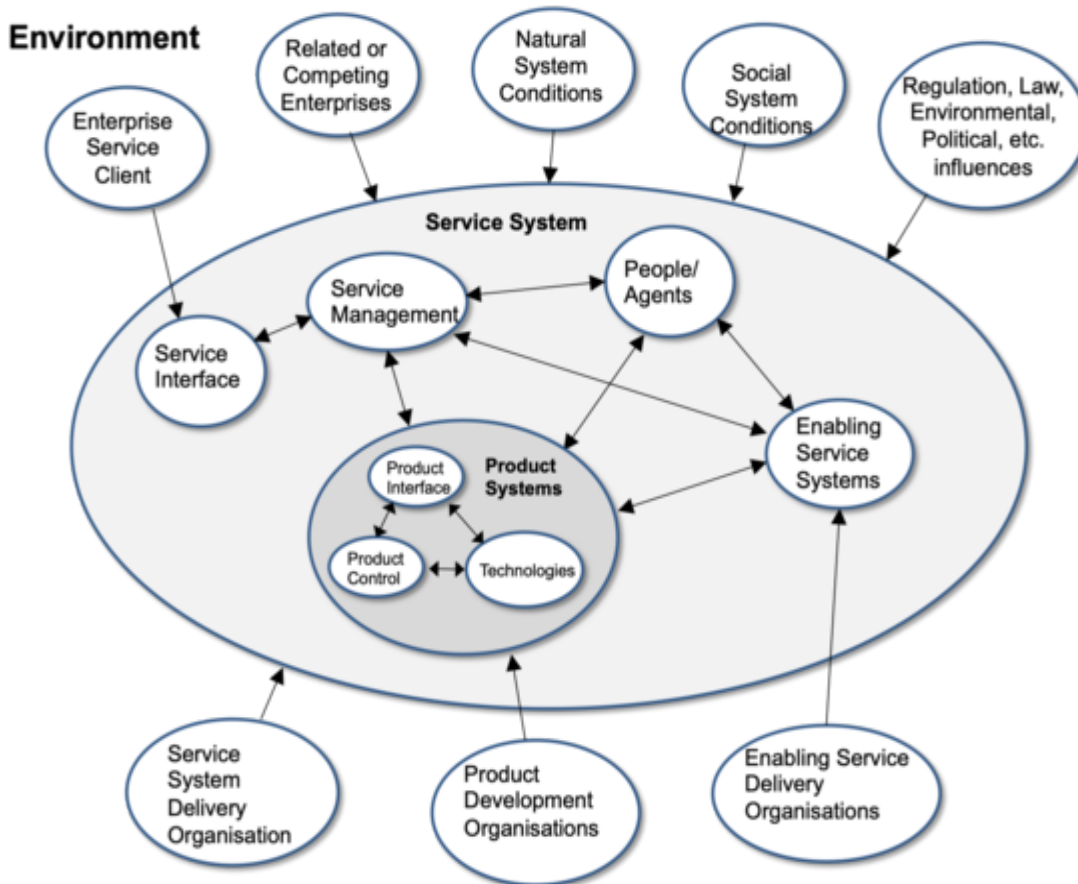 Environment
Related or
Competing
Enterprises
Natural
System
Conditions
Social
System
Conditions
Regulation, Law,
Environmental,
Political, etc.
influences
Enterprise
Service
Client
Service System
Service
Management
People/
Agents
Service
Interface
Enabling
Service
Systems
Product
Systems
Product
Interface
Product
Control
Technologies
Service
System
Delivery
Organisation
Product
Development
Organisations
Enabling Service
Delivery
Organisations